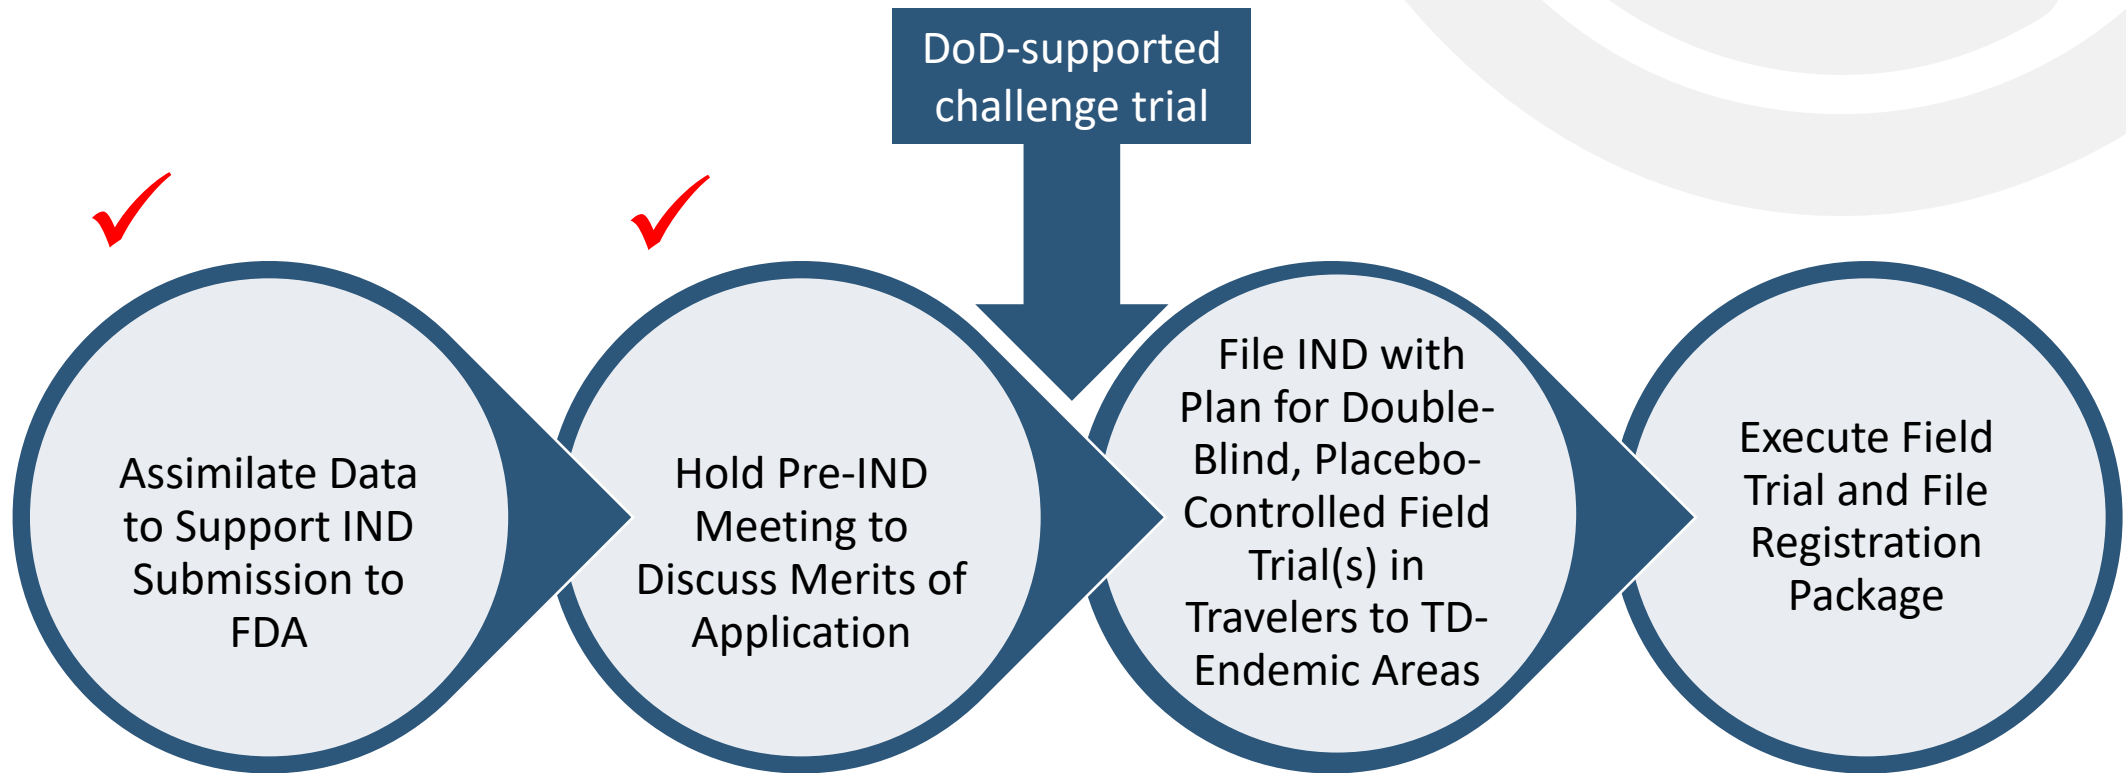 DoD-supported
challenge trial
Assimilate Data
to Support IND
Submission to
FDA
Hold Pre-IND
Meeting to
Discuss Merits of
Application
File IND with
Plan for Double-
Blind, Placebo-
Controlled Field
Trial(s) in
Travelers to TD-
Endemic Areas
Execute Field
Trial and File
Registration
Package